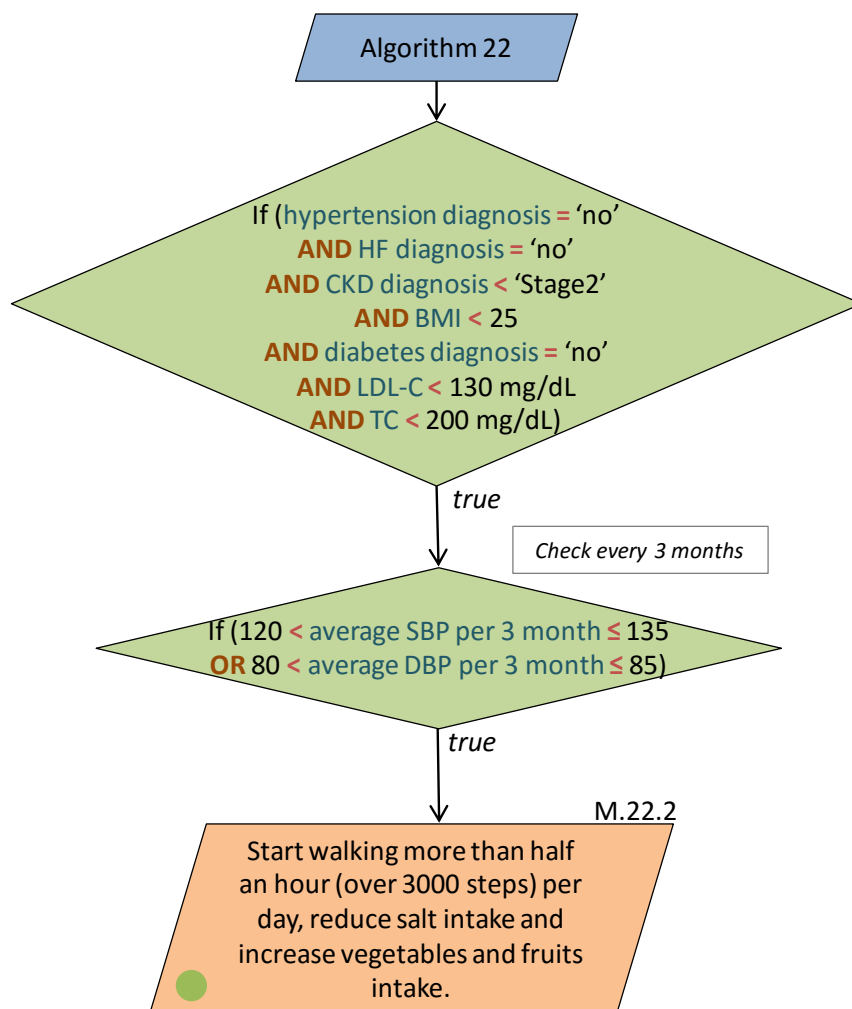 Algorithm 22
If (hypertension diagnosis = ‘no’
AND HF diagnosis = ‘no’
AND CKD diagnosis < ‘Stage2’
AND BMI < 25
AND diabetes diagnosis = ‘no’
AND LDL-C < 130 mg/dL
AND TC < 200 mg/dL)
true
Check every 3 months
If (120 < average SBP per 3 month ≤ 135
OR 80 < average DBP per 3 month ≤ 85)
true
M.22.2
Start walking more than half
an hour (over 3000 steps) per
day, reduce salt intake and
increase vegetables and fruits
intake.